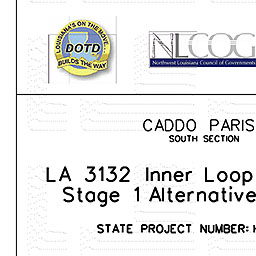 LOUISIANA'S ON THE MOVE...
DOTD
BUILDS THE WAY
NLCOG
Northwest Louisiana Council of Governments
CADDO PARIS
SOUTH SECTION
LA 3132 Inner Loop
Stage 1 Alternative
STATE PROJECT NUMBER: H